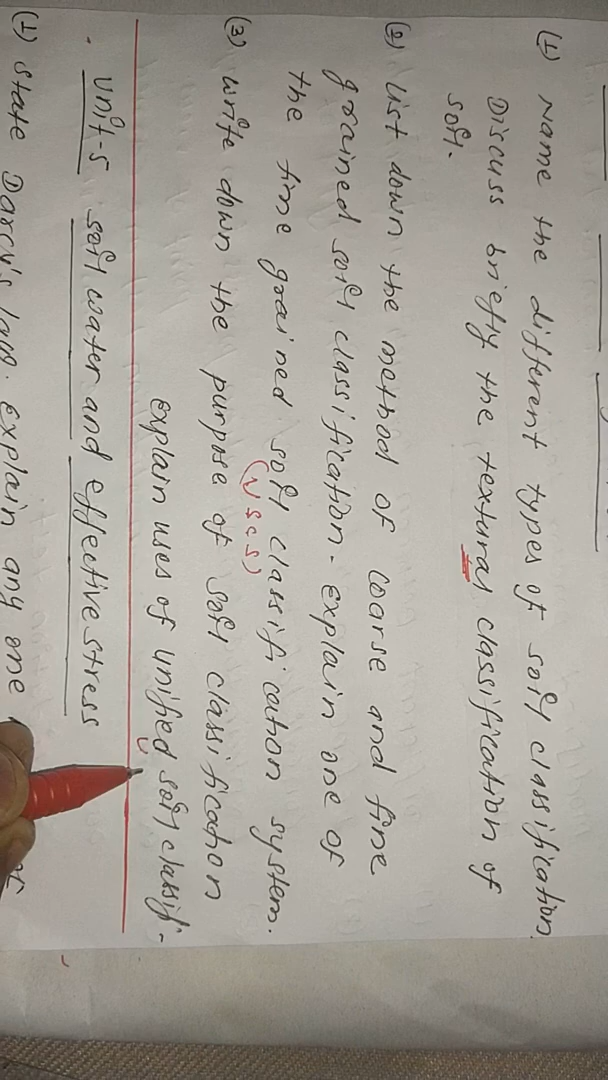 (1) Name the different types of soil classification.
Discuss briefly the textural classification of
soil.
(2) List down the method of coarse and fine
grained soil classification. explain one of
the fine grained soil classification system.
(USCS)
(3) write down the purpose of soil classification
explain uses of unified soil classif-
Unit-5 soil water and effective stress
(1) state Darcy's law. explain any one